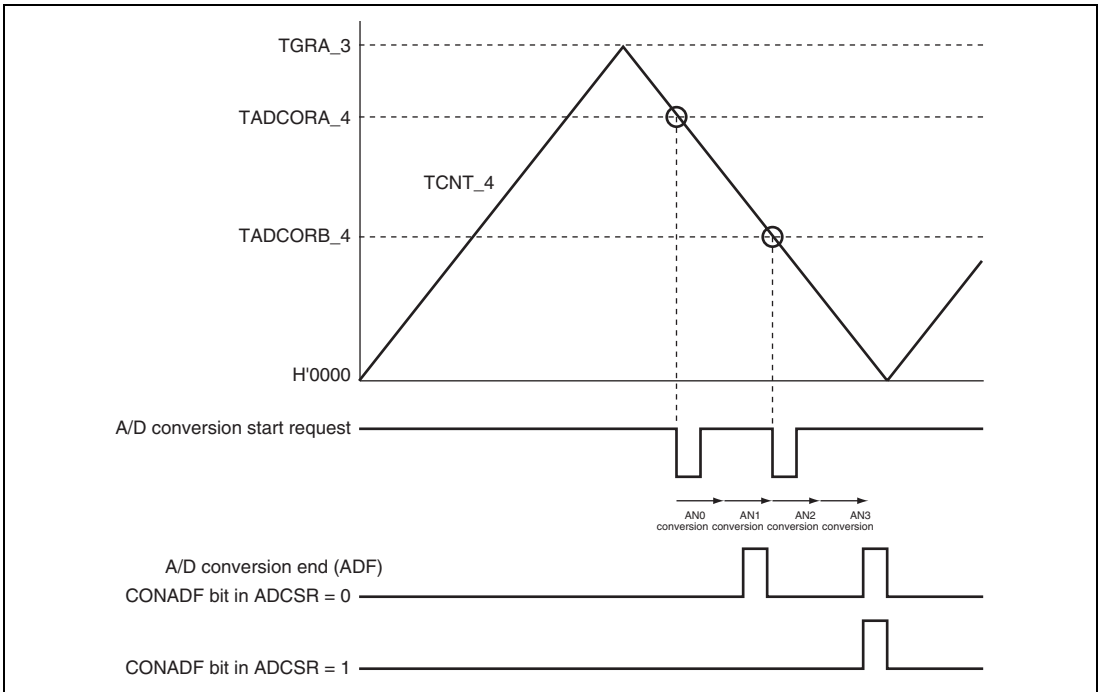 TGRA_3
TADCORA_4
TCNT_4
TADCORB_4
H'0000
A/D conversion start request
AN0 AN1 AN2 AN3
conversion conversion conversion conversion
A/D conversion end (ADF)
CONADF bit in ADCSR = 0
CONADF bit in ADCSR = 1